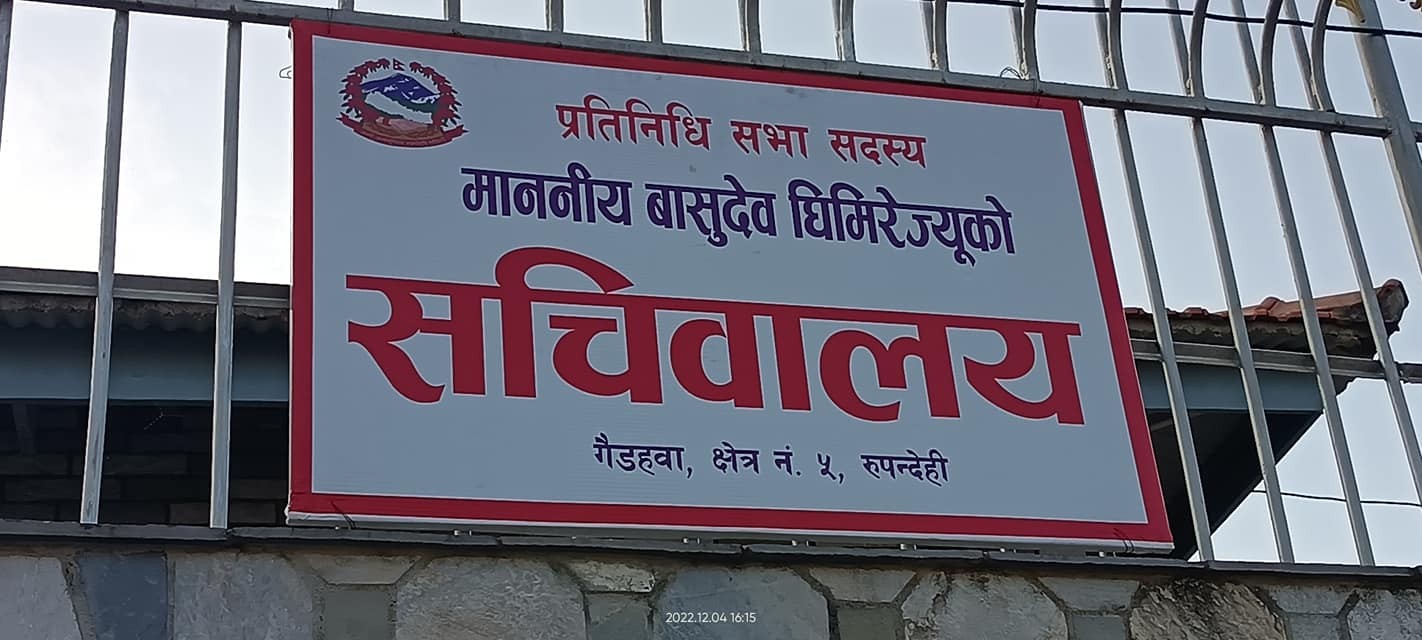 प्रतिनिधि सभा सदस्य
माननीय बासुदेव घिमिरेज्यूको
सचिवालय
गैडहवा, क्षेत्र नं. ५, रुपन्देही
2022.12.04 16:15